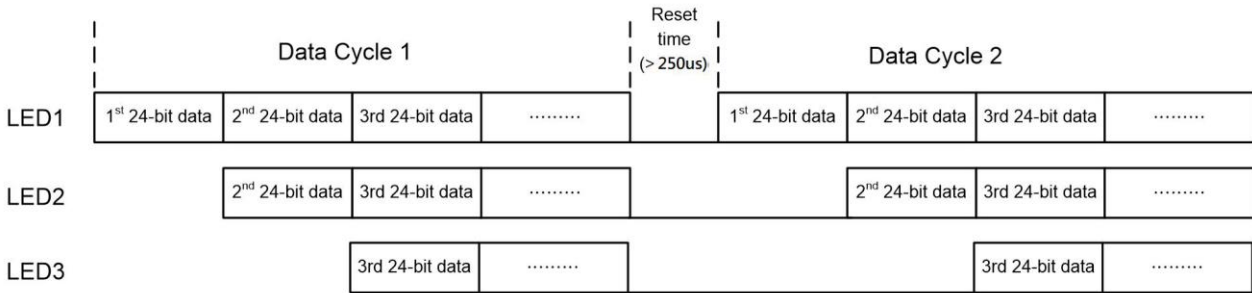 Reset
time
(> 250us)
Data Cycle 1
Data Cycle 2
LED1 1st 24-bit data 2nd 24-bit data 3rd 24-bit data ········· 1st 24-bit data 2nd 24-bit data 3rd 24-bit data ·········
LED2 2nd 24-bit data 3rd 24-bit data ········· 2nd 24-bit data 3rd 24-bit data ·········
LED3 3rd 24-bit data ········· 3rd 24-bit data ·········